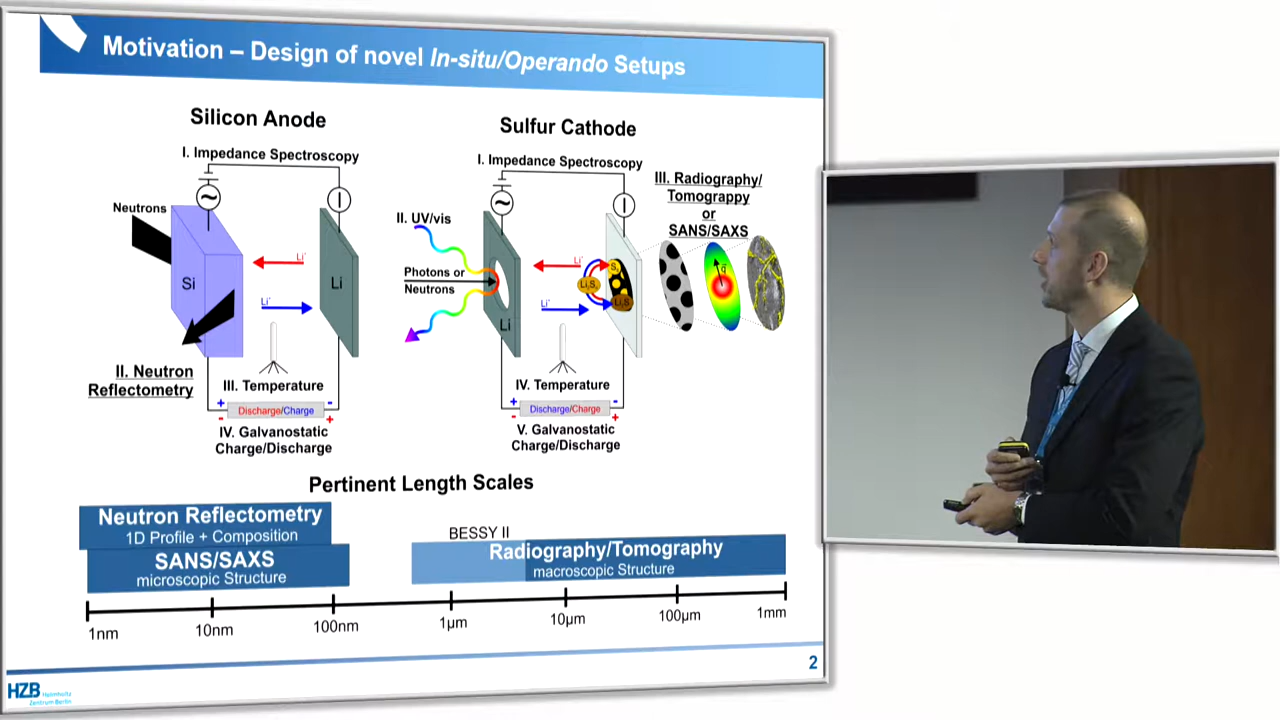 Motivation – Design of novel In-situ/Operando Setups
Silicon Anode
I. Impedance Spectroscopy
Neutrons
Si
Li⁺
Li⁺
Li
II. Neutron
Reflectometry
III. Temperature
+ -
Discharge/Charge
- +
IV. Galvanostatic
Charge/Discharge
Sulfur Cathode
I. Impedance Spectroscopy
II. UV/vis
Photons or
Neutrons
Li
Li⁺
Li⁺
S₈
Li₂S
III. Radiography/
Tomograppy
or
SANS/SAXS
q
IV. Temperature
+ -
Discharge/Charge
- +
V. Galvanostatic
Charge/Discharge
Pertinent Length Scales
Neutron Reflectometry
1D Profile + Composition
SANS/SAXS
microscopic Structure
BESSY II
Radiography/Tomography
macroscopic Structure
1nm 10nm 100nm 1µm 10µm 100µm 1mm
2
HZB Helmholtz
Zentrum Berlin